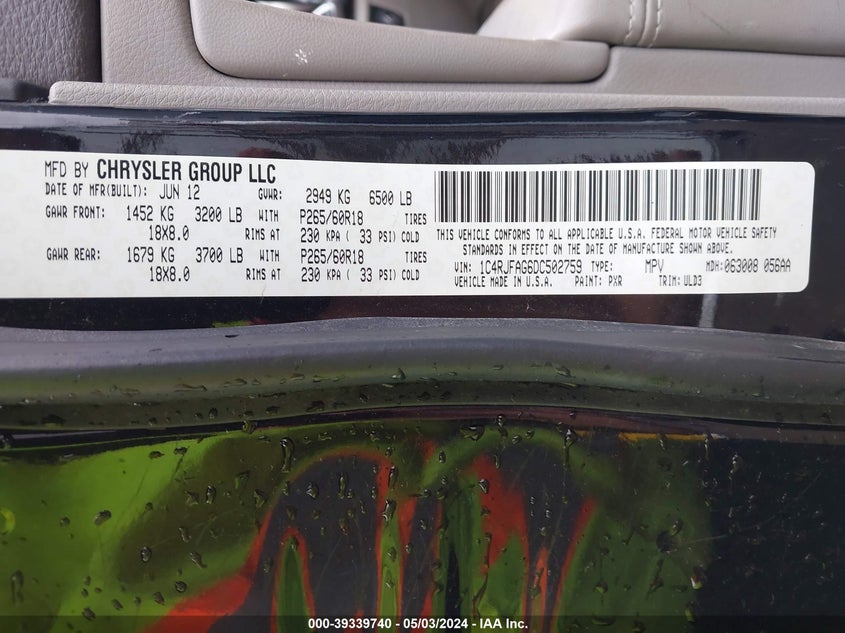 MFD BY CHRYSLER GROUP LLC
DATE OF MFR(BUILT): JUN 12 GVWR: 2949 KG 6500 LB
GAWR FRONT: 1452 KG 3200 LB WITH P265/60R18 TIRES
18X8.0 RIMS AT 230 KPA ( 33 PSI) COLD
GAWR REAR: 1679 KG 3700 LB WITH P265/60R18 TIRES
18X8.0 RIMS AT 230 KPA ( 33 PSI) COLD
THIS VEHICLE CONFORMS TO ALL APPLICABLE U.S.A. FEDERAL MOTOR VEHICLE SAFETY
STANDARDS IN EFFECT ON THE DATE OF MANUFACTURE SHOWN ABOVE.
VIN: 1C4RJFAG6DC502759 TYPE: MPV MDH: 063008 056AA
VEHICLE MADE IN U.S.A. PAINT: PXR TRIM: ULD3
000-39339740 - 05/03/2024 - IAA Inc.